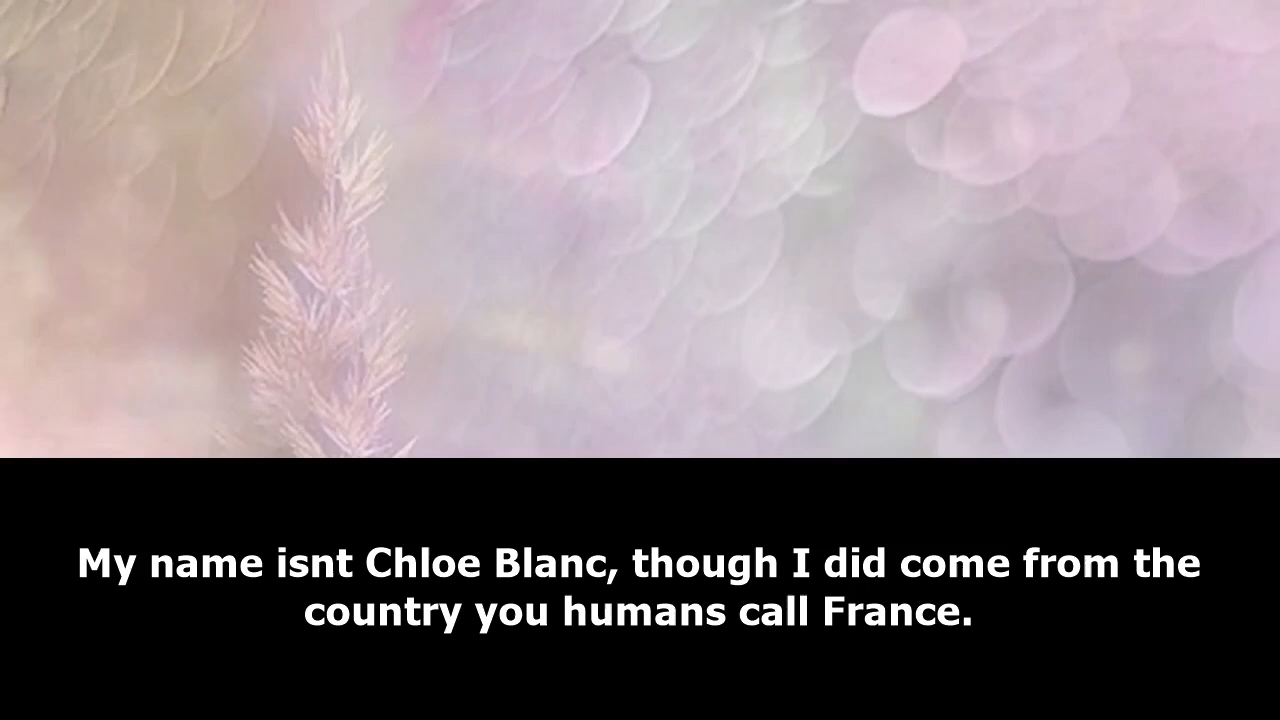 My name isnt Chloe Blanc, though I did come from the
country you humans call France.